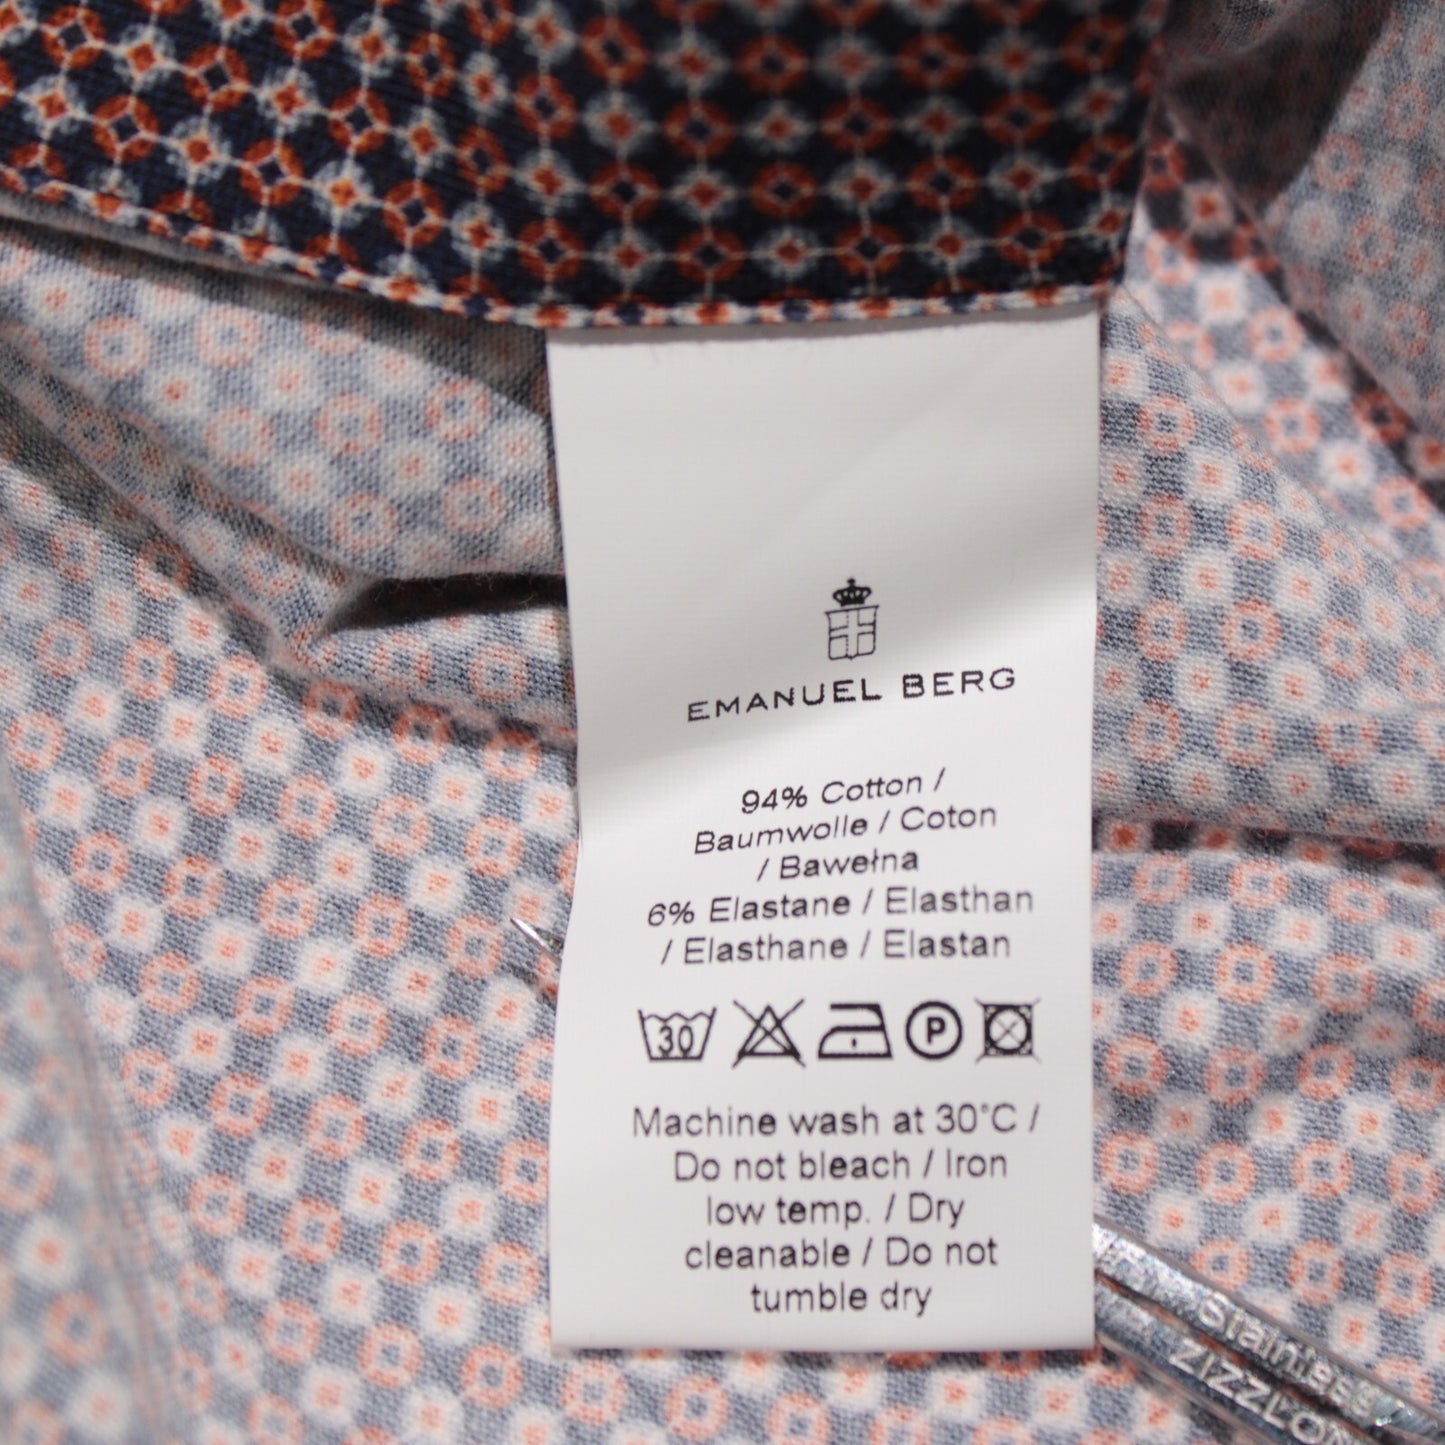 EMANUEL BERG
94% Cotton /
Baumwolle / Coton
/ Bawełna
6% Elastane / Elasthan
/ Elasthane / Elastan
30 P
Machine wash at 30°C /
Do not bleach / Iron
low temp. / Dry
cleanable / Do not
tumble dry
Stainless